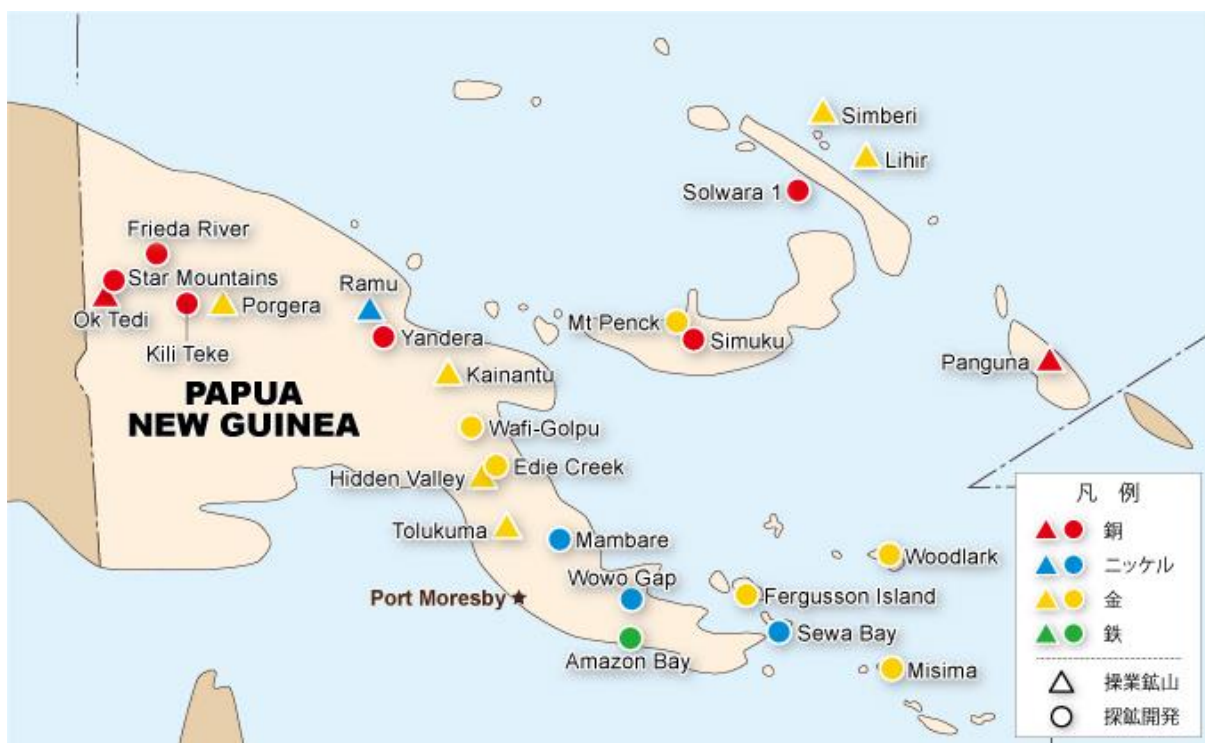 Simberi
Lihir
Solwara 1
Frieda River
Star Mountains
Ok Tedi
Kili Teke
Porgera
Ramu
Yandera
Mt Penck
Simuku
Panguna
Kainantu
PAPUA
NEW GUINEA
Wafi-Golpu
Edie Creek
Hidden Valley
Tolukuma
Mambare
Wowo Gap
Port Moresby
Amazon Bay
Woodlark
Fergusson Island
Sewa Bay
Misima
凡 例
銅
ニッケル
金
鉄
操業鉱山
探鉱開発